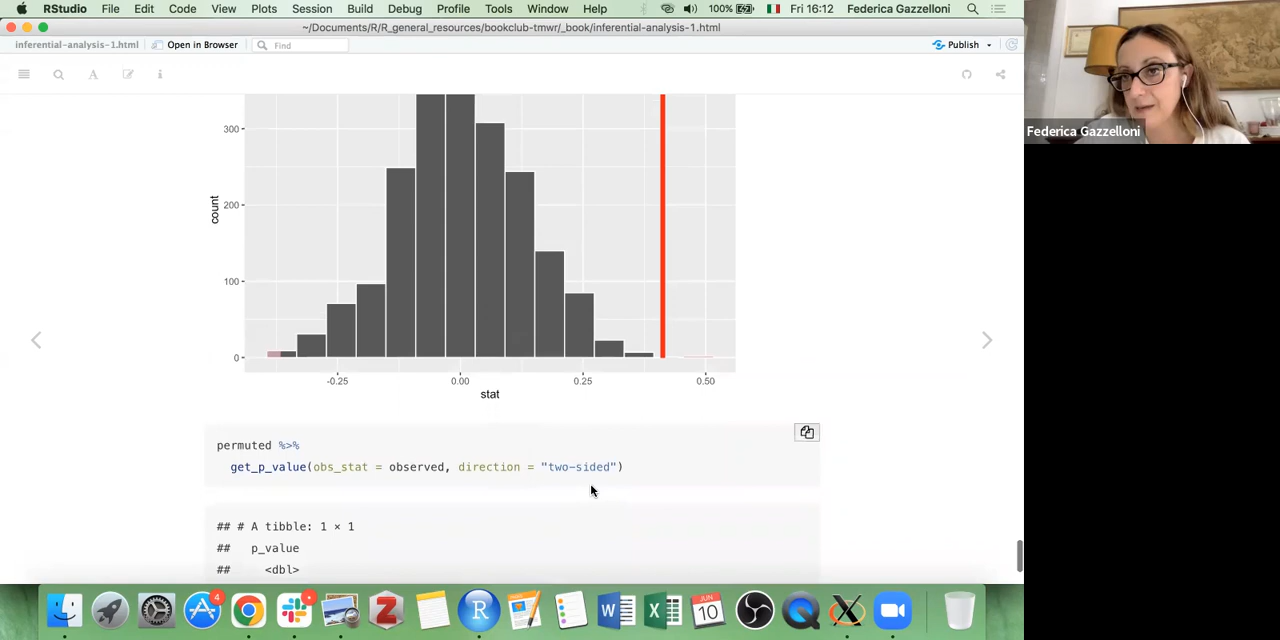 RStudio File Edit Code View Plots Session Build Debug Profile Tools Window Help 100% Fri 16:12 Federica Gazzelloni
~/Documents/R/R_general_resources/bookclub-tmwr/_book/inferential-analysis-1.html
inferential-analysis-1.html Open in Browser Find Publish
A
Federica Gazzelloni
300
200
100
0
count
-0.25 0.00 0.25 0.50
stat
permuted %>%
get_p_value(obs_stat = observed, direction = "two-sided")
## # A tibble: 1 × 1
## p_value
## <dbl>
4
JUN
10